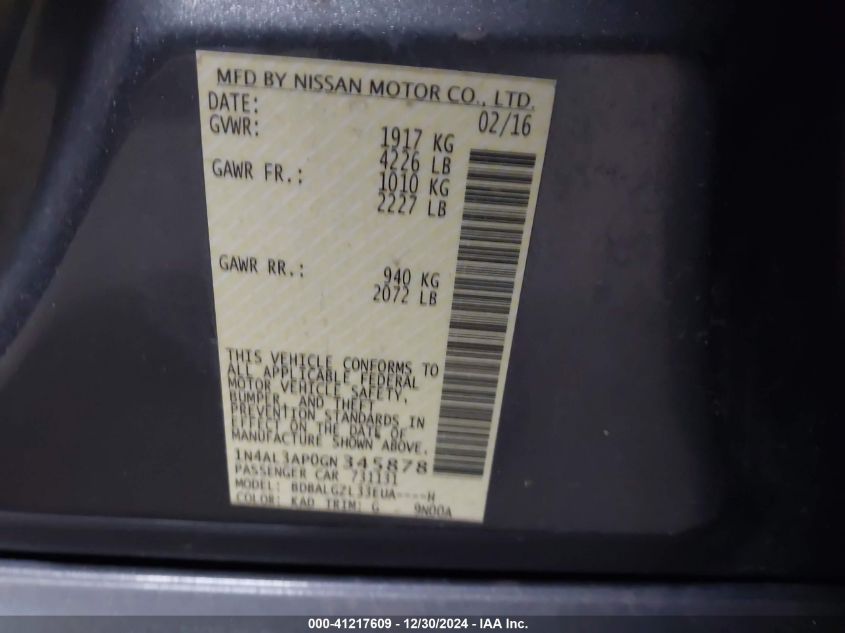 MFD BY NISSAN MOTOR CO., LTD.
DATE: 02/16
GVWR: 1917 KG
4226 LB
GAWR FR.: 1010 KG
2227 LB
GAWR RR.: 940 KG
2072 LB
THIS VEHICLE CONFORMS TO
ALL APPLICABLE FEDERAL
MOTOR VEHICLE SAFETY,
BUMPER, AND THEFT
PREVENTION STANDARDS IN
EFFECT ON THE DATE OF
MANUFACTURE SHOWN ABOVE.
1N4AL3AP0GN345878
PASSENGER CAR 731131
MODEL: BDBALGZL33EUA----H
COLOR: KAD TRIM: G 9N00A
000-41217609 - 12/30/2024 - IAA Inc.